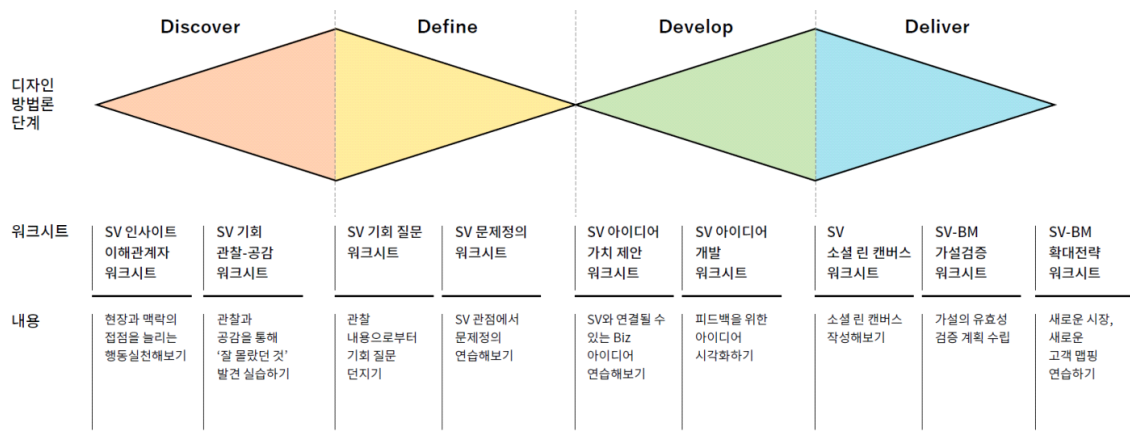 Discover
Define
Develop
Deliver
디자인
방법론
단계
워크시트
SV 인사이트
이해관계자
워크시트
SV 기회
관찰-공감
워크시트
SV 기회 질문
워크시트
SV 문제정의
워크시트
SV 아이디어
가치 제안
워크시트
SV 아이디어
개발
워크시트
SV
소셜 린 캔버스
워크시트
SV-BM
가설검증
워크시트
SV-BM
확대전략
워크시트
내용
현장과 맥락의
접점을 늘리는
행동실천해보기
관찰과
공감을 통해
‘잘 몰랐던 것’
발견 실습하기
관찰
내용으로부터
기회 질문
던지기
SV 관점에서
문제정의
연습해보기
SV와 연결될 수
있는 Biz
아이디어
연습해보기
피드백을 위한
아이디어
시각화하기
소셜 린 캔버스
작성해보기
가설의 유효성
검증 계획 수립
새로운 시장,
새로운
고객 맵핑
연습하기